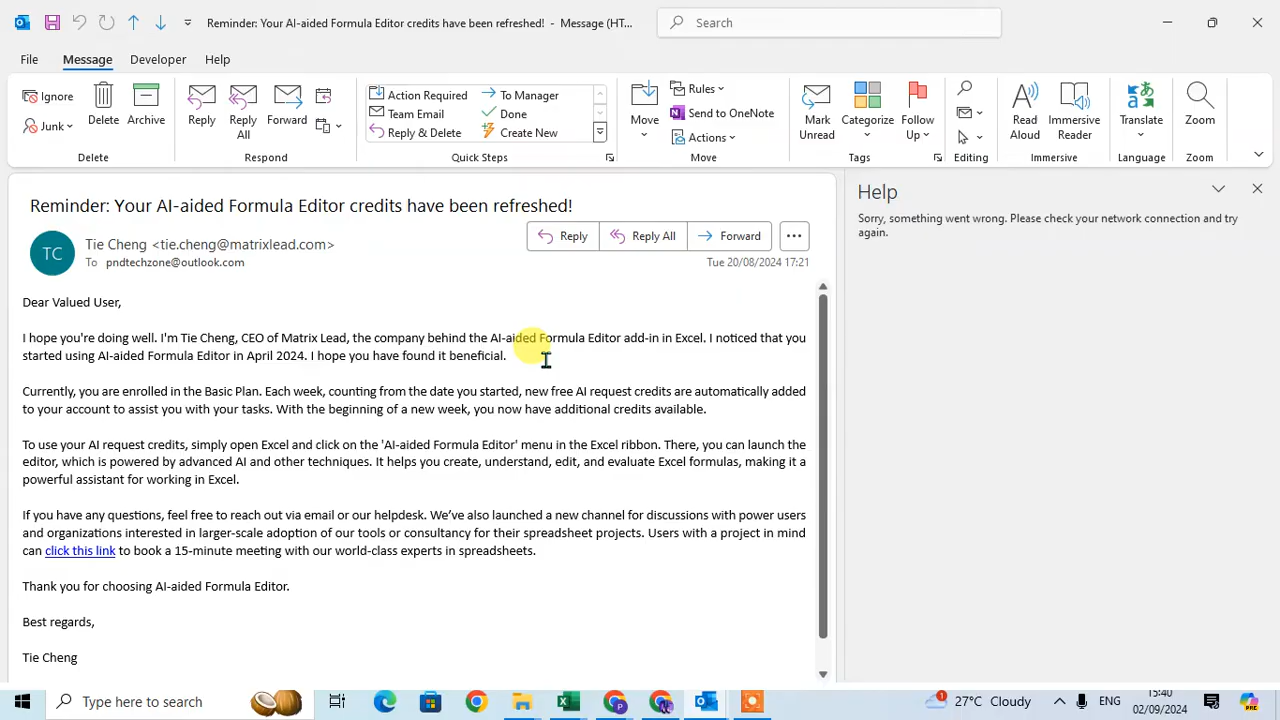 Reminder: Your AI-aided Formula Editor credits have been refreshed! - Message (HT...
Search
File Message Developer Help
Ignore
Junk
Delete
Archive
Delete
Reply
Reply All
Forward
Respond
Action Required
To Manager
Team Email
Done
Reply & Delete
Create New
Quick Steps
Move
Rules
Send to OneNote
Actions
Move
Mark Unread
Categorize
Follow Up
Tags
Editing
Read Aloud
Immersive Reader
Immersive
Translate
Language
Zoom
Zoom
Reminder: Your AI-aided Formula Editor credits have been refreshed!
TC
Tie Cheng <tie.cheng@matrixlead.com>
To pndtechzone@outlook.com
Reply
Reply All
Forward
Tue 20/08/2024 17:21
Dear Valued User,
I hope you're doing well. I'm Tie Cheng, CEO of Matrix Lead, the company behind the AI-aided Formula Editor add-in in Excel. I noticed that you
started using AI-aided Formula Editor in April 2024. I hope you have found it beneficial.
Currently, you are enrolled in the Basic Plan. Each week, counting from the date you started, new free AI request credits are automatically added
to your account to assist you with your tasks. With the beginning of a new week, you now have additional credits available.
To use your AI request credits, simply open Excel and click on the 'AI-aided Formula Editor' menu in the Excel ribbon. There, you can launch the
editor, which is powered by advanced AI and other techniques. It helps you create, understand, edit, and evaluate Excel formulas, making it a
powerful assistant for working in Excel.
If you have any questions, feel free to reach out via email or our helpdesk. We've also launched a new channel for discussions with power users
and organizations interested in larger-scale adoption of our tools or consultancy for their spreadsheet projects. Users with a project in mind
can click this link to book a 15-minute meeting with our world-class experts in spreadsheets.
Thank you for choosing AI-aided Formula Editor.
Best regards,
Tie Cheng
Help
Sorry, something went wrong. Please check your network connection and try
again.
Type here to search
1
27°C Cloudy
ENG
15:40
02/09/2024